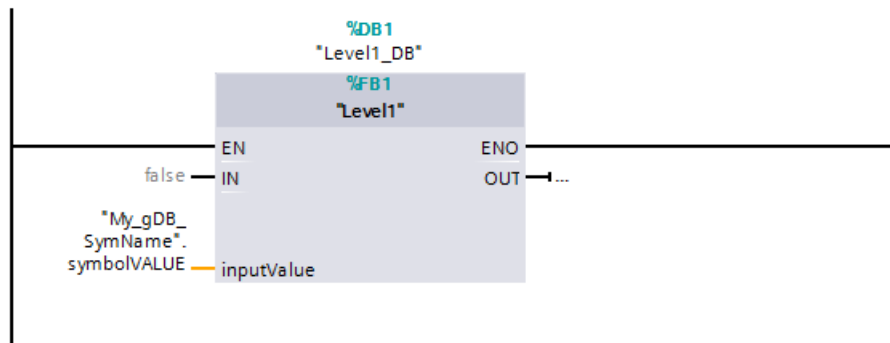 %DB1
"Level1_DB"
%FB1
"Level1"
EN ENO
false IN OUT ...
"My_gDB_
SymName".
symbolVALUE inputValue